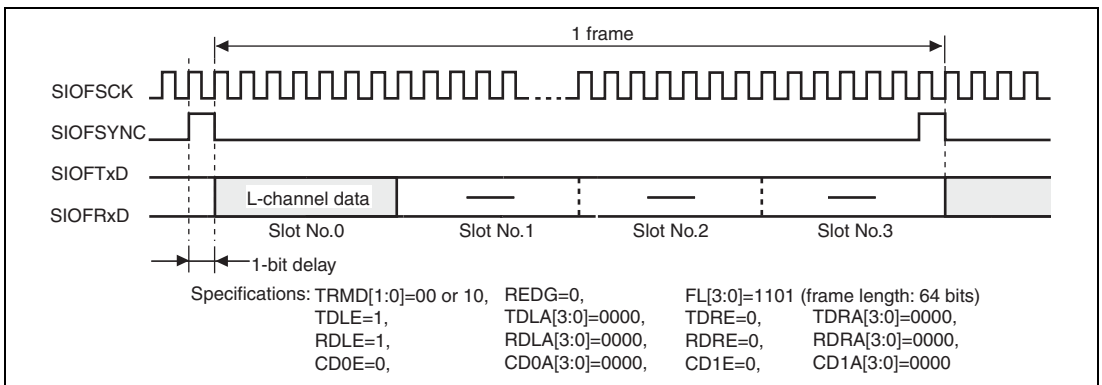 1 frame
SIOFSCK
SIOFSYNC
SIOFTxD
L-channel data
SIOFRxD
Slot No.0 Slot No.1 Slot No.2 Slot No.3
1-bit delay
Specifications: TRMD[1:0]=00 or 10, REDG=0, FL[3:0]=1101 (frame length: 64 bits)
TDLE=1, TDLA[3:0]=0000, TDRE=0, TDRA[3:0]=0000,
RDLE=1, RDLA[3:0]=0000, RDRE=0, RDRA[3:0]=0000,
CD0E=0, CD0A[3:0]=0000, CD1E=0, CD1A[3:0]=0000